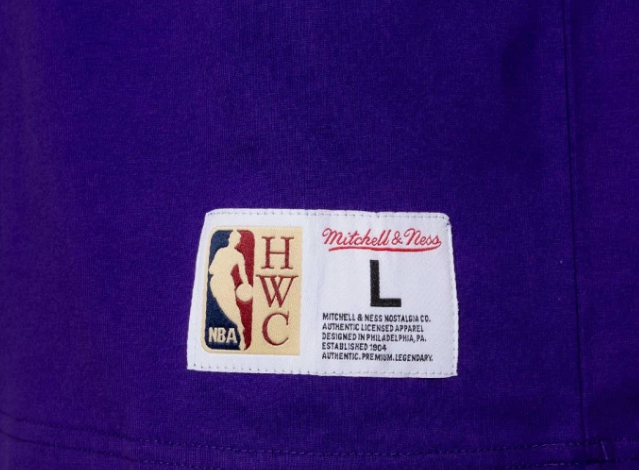 NBA
H
W
C
Mitchell & Ness
L
MITCHELL & NESS NOSTALGIA CO.
AUTHENTIC LICENSED APPAREL
DESIGNED IN PHILADELPHIA, PA.
ESTABLISHED 1904
AUTHENTIC. PREMIUM. LEGENDARY.